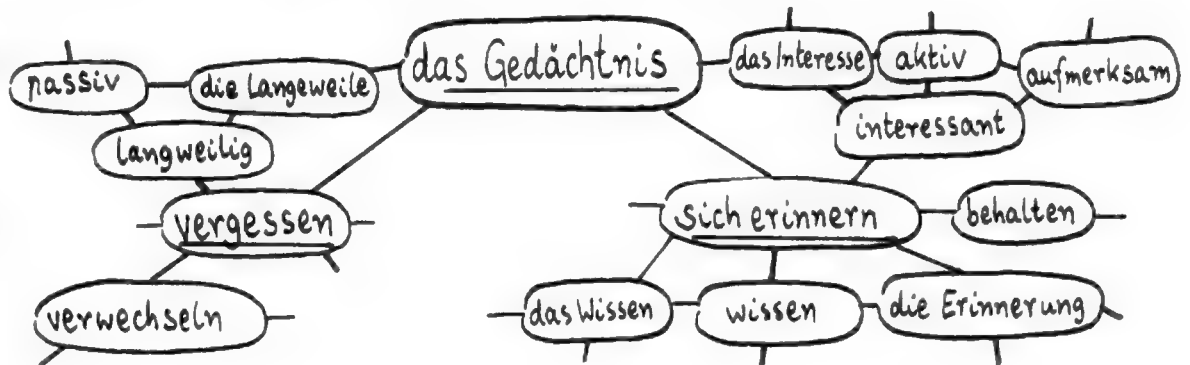 das Gedächtnis
das Interesse
aktiv
aufmerksam
passiv
die Langeweile
interessant
langweilig
vergessen
sich erinnern
behalten
verwechseln
das Wissen
wissen
die Erinnerung